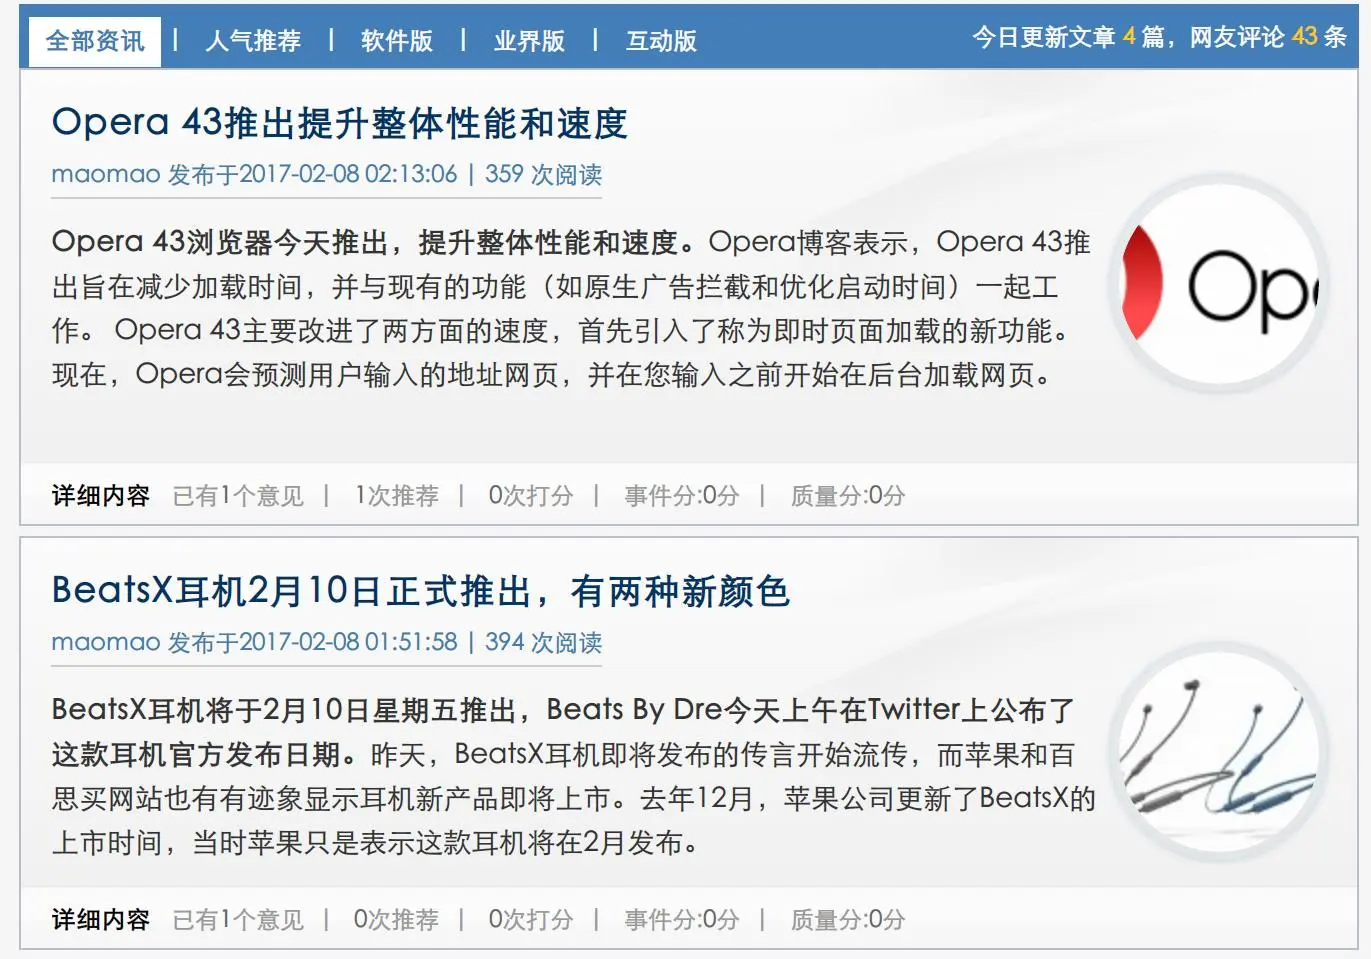 全部资讯 | 人气推荐 | 软件版 | 业界版 | 互动版 今日更新文章 4 篇，网友评论 43 条
Opera 43推出提升整体性能和速度
maomao 发布于2017-02-08 02:13:06 | 359 次阅读
Opera 43浏览器今天推出，提升整体性能和速度。Opera博客表示，Opera 43推
出旨在减少加载时间，并与现有的功能（如原生广告拦截和优化启动时间）一起工
作。 Opera 43主要改进了两方面的速度，首先引入了称为即时页面加载的新功能。
现在，Opera会预测用户输入的地址网页，并在您输入之前开始在后台加载网页。
Op
详细内容 已有1个意见 | 1次推荐 | 0次打分 | 事件分:0分 | 质量分:0分
BeatsX耳机2月10日正式推出，有两种新颜色
maomao 发布于2017-02-08 01:51:58 | 394 次阅读
BeatsX耳机将于2月10日星期五推出，Beats By Dre今天上午在Twitter上公布了
这款耳机官方发布日期。昨天，BeatsX耳机即将发布的传言开始流传，而苹果和百
思买网站也有有迹象显示耳机新产品即将上市。去年12月，苹果公司更新了BeatsX的
上市时间，当时苹果只是表示这款耳机将在2月发布。
详细内容 已有1个意见 | 0次推荐 | 0次打分 | 事件分:0分 | 质量分:0分